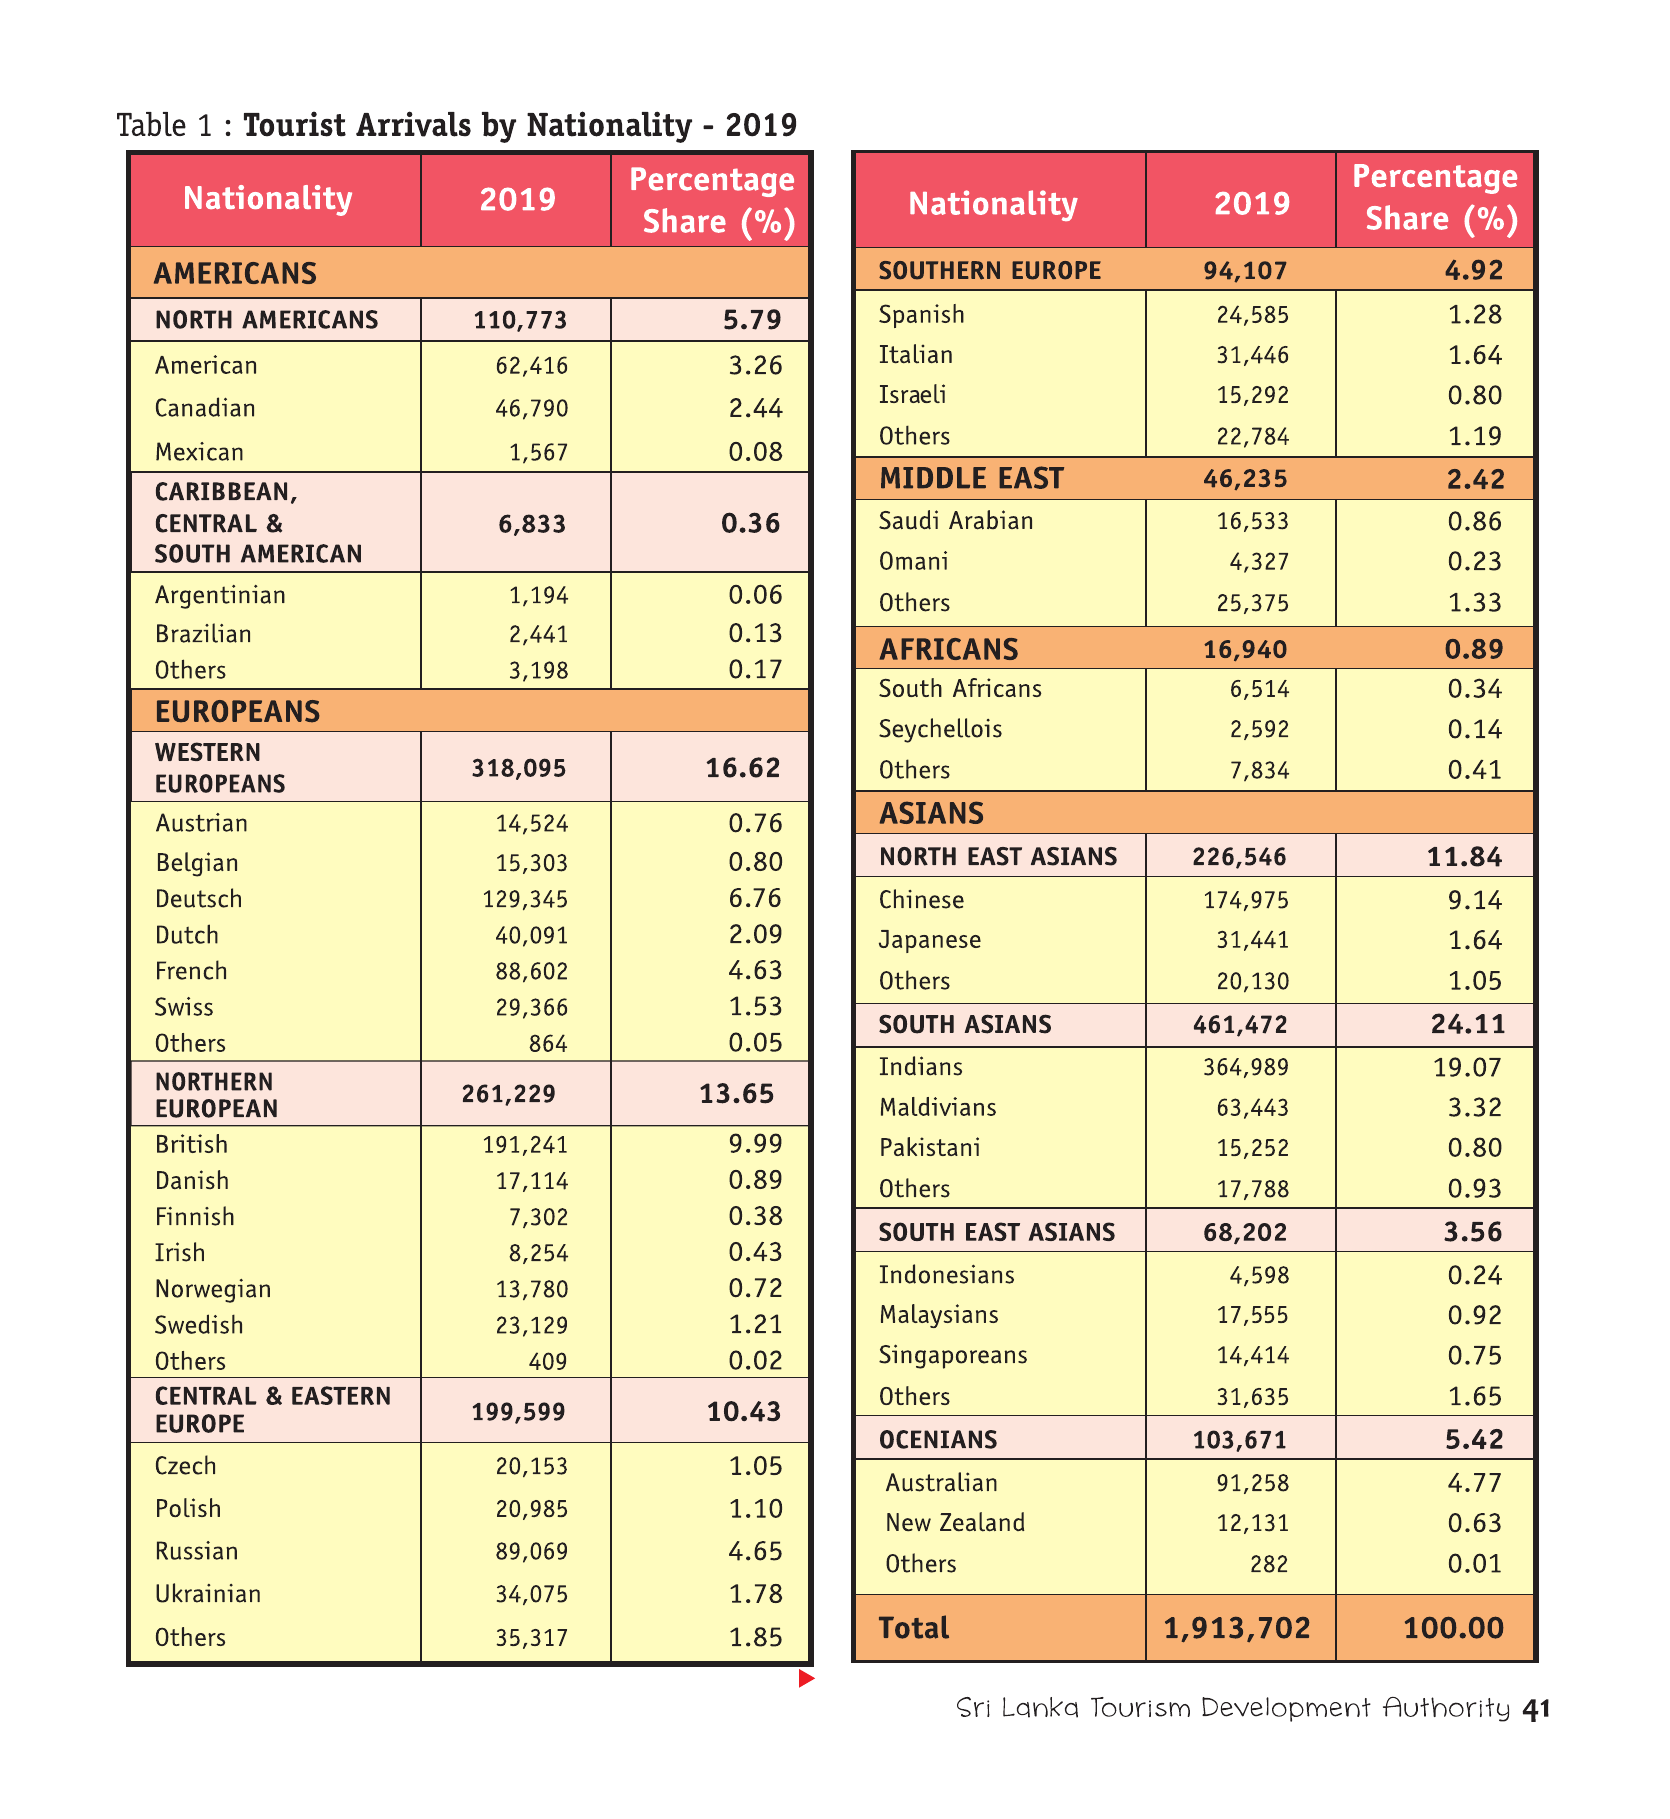 Table 1 : Tourist Arrivals by Nationality - 2019
Nationality 2019 Percentage Share (%)
AMERICANS
NORTH AMERICANS 110,773 5.79
American 62,416 3.26
Canadian 46,790 2.44
Mexican 1,567 0.08
CARIBBEAN,
CENTRAL & 6,833 0.36
SOUTH AMERICAN
Argentinian 1,194 0.06
Brazilian 2,441 0.13
Others 3,198 0.17
EUROPEANS
WESTERN
EUROPEANS 318,095 16.62
Austrian 14,524 0.76
Belgian 15,303 0.80
Deutsch 129,345 6.76
Dutch 40,091 2.09
French 88,602 4.63
Swiss 29,366 1.53
Others 864 0.05
NORTHERN
EUROPEAN 261,229 13.65
British 191,241 9.99
Danish 17,114 0.89
Finnish 7,302 0.38
Irish 8,254 0.43
Norwegian 13,780 0.72
Swedish 23,129 1.21
Others 409 0.02
CENTRAL & EASTERN
EUROPE 199,599 10.43
Czech 20,153 1.05
Polish 20,985 1.10
Russian 89,069 4.65
Ukrainian 34,075 1.78
Others 35,317 1.85
Nationality 2019 Percentage Share (%)
SOUTHERN EUROPE 94,107 4.92
Spanish 24,585 1.28
Italian 31,446 1.64
Israeli 15,292 0.80
Others 22,784 1.19
MIDDLE EAST 46,235 2.42
Saudi Arabian 16,533 0.86
Omani 4,327 0.23
Others 25,375 1.33
AFRICANS 16,940 0.89
South Africans 6,514 0.34
Seychellois 2,592 0.14
Others 7,834 0.41
ASIANS
NORTH EAST ASIANS 226,546 11.84
Chinese 174,975 9.14
Japanese 31,441 1.64
Others 20,130 1.05
SOUTH ASIANS 461,472 24.11
Indians 364,989 19.07
Maldivians 63,443 3.32
Pakistani 15,252 0.80
Others 17,788 0.93
SOUTH EAST ASIANS 68,202 3.56
Indonesians 4,598 0.24
Malaysians 17,555 0.92
Singaporeans 14,414 0.75
Others 31,635 1.65
OCENIANS 103,671 5.42
Australian 91,258 4.77
New Zealand 12,131 0.63
Others 282 0.01
Total 1,913,702 100.00
Sri Lanka Tourism Development Authority 41